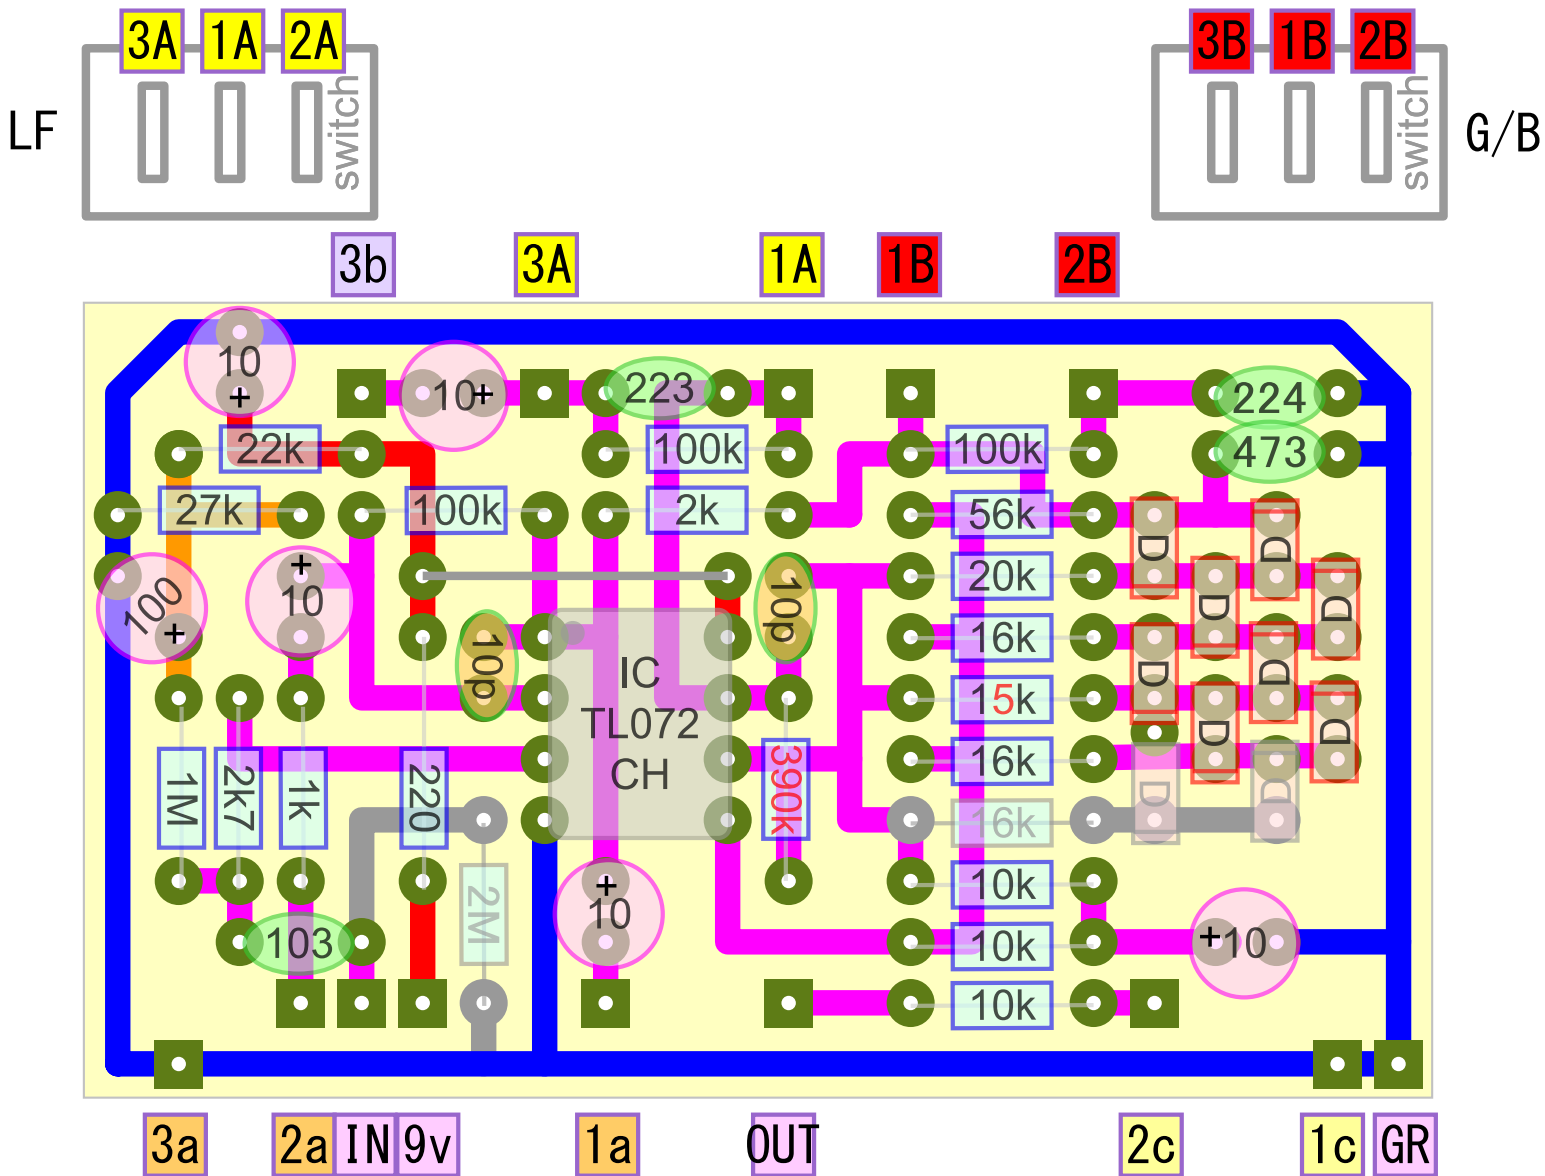 3A 1A 2A
3B 1B 2B
LF
switch
switch
G/B
3b 3A 1A 1B 2B
10
+
10 +
223
224
22k
100k
100k
473
27k
100k
2k
56k
D
D
100
+
+
10
10p
20k
D
D
10p
16k
D
D
IC
TL072
CH
15k
D
D
1M
2k7
1k
220
390k
16k
D
D
16k
2M
+
10
10k
103
10k
+10
10k
3a 2a IN 9v 1a OUT 2c 1c GR